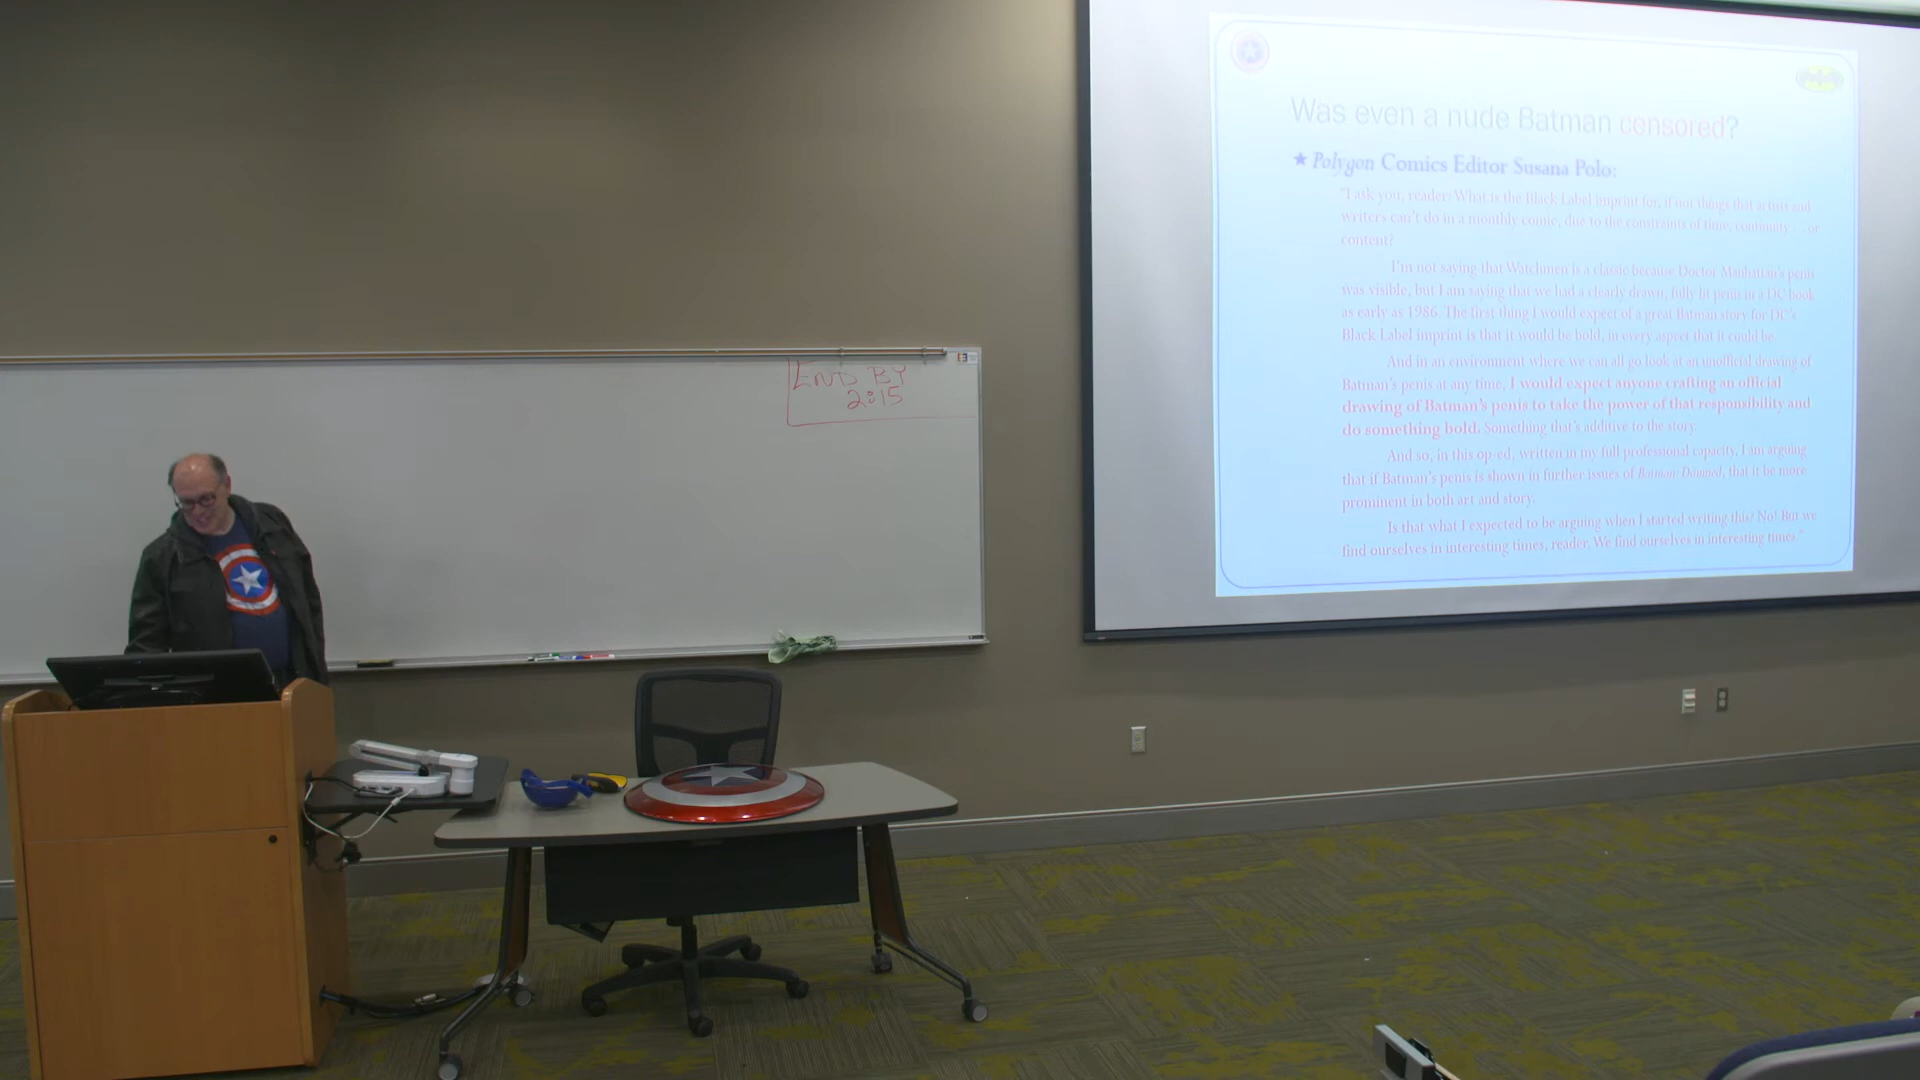 END BY
2:15
Was even a nude Batman censored?
★ Polygon Comics Editor Susana Polo:
"I ask you, reader: What is the Black Label imprint for, if not things that artists and
writers can't do in a monthly comic, due to the constraints of time, continuity . . . or
content?
I'm not saying that Watchmen is a classic because Doctor Manhattan's penis
was visible, but I am saying that we had a clearly drawn, fully lit penis in a DC book
as early as 1986. The first thing I would expect of a great Batman story for DC's
Black Label imprint is that it would be bold, in every aspect that it could be.
And in an environment where we can all go look at an unofficial drawing of
Batman's penis at any time, I would expect anyone crafting an official
drawing of Batman's penis to take the power of that responsibility and
do something bold. Something that's additive to the story.
And so, in this op-ed, written in my full professional capacity, I am arguing
that if Batman's penis is shown in further issues of Batman: Damned, that it be more
prominent in both art and story.
Is that what I expected to be arguing when I started writing this? No! But we
find ourselves in interesting times, reader. We find ourselves in interesting times."